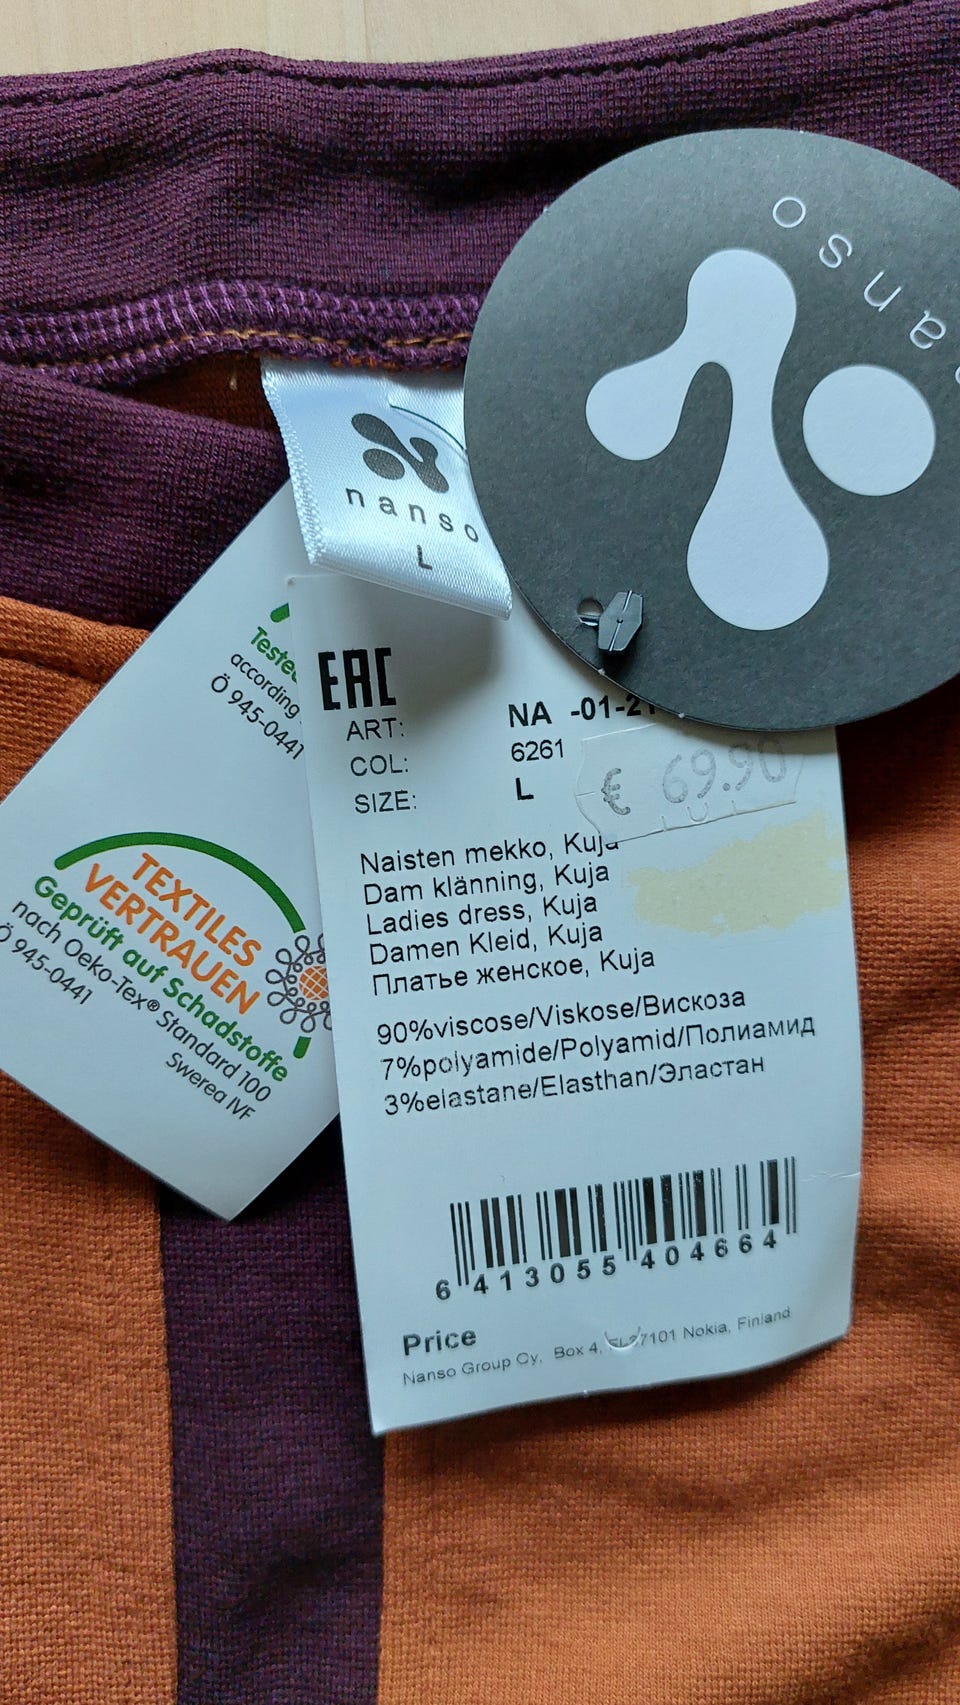 nanso
nanso
L
Tested
according
Ö 945-0441
TEXTILES
VERTRAUEN
Geprüft auf Schadstoffe
nach Oeko-Tex® Standard 100
Ö 945-0441
Swerea IVF
EAC
ART: NA -01-21
COL: 6261
SIZE: L
€ 69.90
Naisten mekko, Kuja
Dam klänning, Kuja
Ladies dress, Kuja
Damen Kleid, Kuja
Платье женское, Kuja
90%viscose/Viskose/Вискоза
7%polyamide/Polyamid/Полиамид
3%elastane/Elasthan/Эластан
6 413055 404664
Price
Nanso Group Oy, Box 4, FL27101 Nokia, Finland